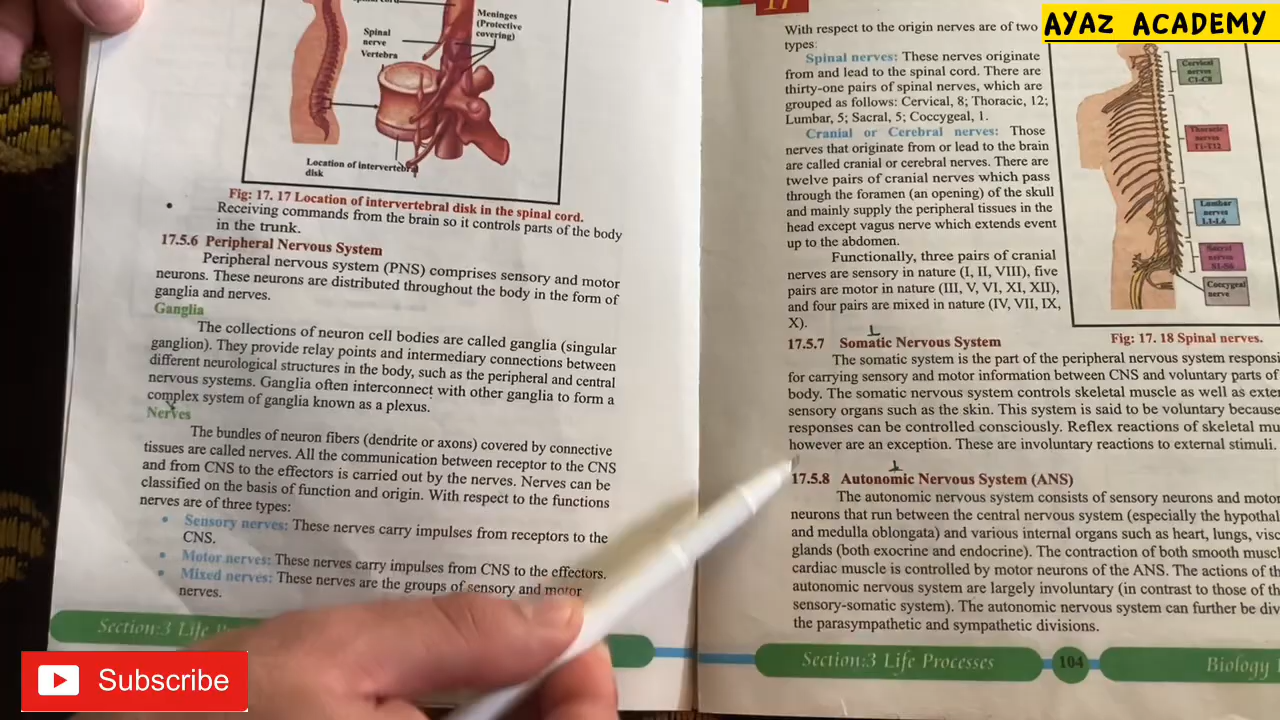 Meninges
(Protective
covering)
Spinal
nerve
Vertebra
Location of intervertebral
disk
Fig: 17. 17 Location of intervertebral disk in the spinal cord.
• Receiving commands from the brain so it controls parts of the body
in the trunk.
17.5.6 Peripheral Nervous System
Peripheral nervous system (PNS) comprises sensory and motor
neurons. These neurons are distributed throughout the body in the form of
ganglia and nerves.
Ganglia
The collections of neuron cell bodies are called ganglia (singular
ganglion). They provide relay points and intermediary connections between
different neurological structures in the body, such as the peripheral and central
nervous systems. Ganglia often interconnect with other ganglia to form a
complex system of ganglia known as a plexus.
Nerves
The bundles of neuron fibers (dendrite or axons) covered by connective
tissues are called nerves. All the communication between receptor to the CNS
and from CNS to the effectors is carried out by the nerves. Nerves can be
classified on the basis of function and origin. With respect to the functions
nerves are of three types:
• Sensory nerves: These nerves carry impulses from receptors to the
CNS.
• Motor nerves: These nerves carry impulses from CNS to the effectors.
• Mixed nerves: These nerves are the groups of sensory and motor
nerves.
Section:3 Life
Subscribe
17
AYAZ ACADEMY
With respect to the origin nerves are of two
types:
Spinal nerves: These nerves originate
from and lead to the spinal cord. There are
thirty-one pairs of spinal nerves, which are
grouped as follows: Cervical, 8; Thoracic, 12;
Lumbar, 5; Sacral, 5; Coccygeal, 1.
Cranial or Cerebral nerves: Those
nerves that originate from or lead to the brain
are called cranial or cerebral nerves. There are
twelve pairs of cranial nerves which pass
through the foramen (an opening) of the skull
and mainly supply the peripheral tissues in the
head except vagus nerve which extends event
up to the abdomen.
Functionally, three pairs of cranial
nerves are sensory in nature (I, II, VIII), five
pairs are motor in nature (III, V, VI, XI, XII),
and four pairs are mixed in nature (IV, VII, IX,
X).
Cervical
nerves
C1-C8
Thoracic
nerves
T1-T12
Lumbar
nerves
Coccygeal
nerve
Fig: 17. 18 Spinal nerves.
17.5.7 Somatic Nervous System
The somatic system is the part of the peripheral nervous system responsi
for carrying sensory and motor information between CNS and voluntary parts of
body. The somatic nervous system controls skeletal muscle as well as exte
sensory organs such as the skin. This system is said to be voluntary because
responses can be controlled consciously. Reflex reactions of skeletal mu
however are an exception. These are involuntary reactions to external stimuli.
17.5.8 Autonomic Nervous System (ANS)
The autonomic nervous system consists of sensory neurons and motor
neurons that run between the central nervous system (especially the hypothal
and medulla oblongata) and various internal organs such as heart, lungs, visc
glands (both exocrine and endocrine). The contraction of both smooth muscl
cardiac muscle is controlled by motor neurons of the ANS. The actions of th
autonomic nervous system are largely involuntary (in contrast to those of th
sensory-somatic system). The autonomic nervous system can further be div
the parasympathetic and sympathetic divisions.
Section:3 Life Processes
104
Biology